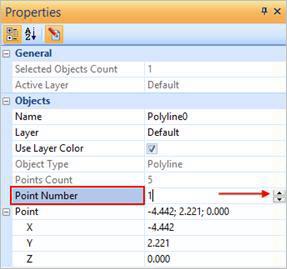 Properties
General
Selected Objects Count 1
Active Layer Default
Objects
Name Polyline0
Layer Default
Use Layer Color
Object Type Polyline
Points Count 5
Point Number 1
Point -4.442; 2.221; 0.000
X -4.442
Y 2.221
Z 0.000